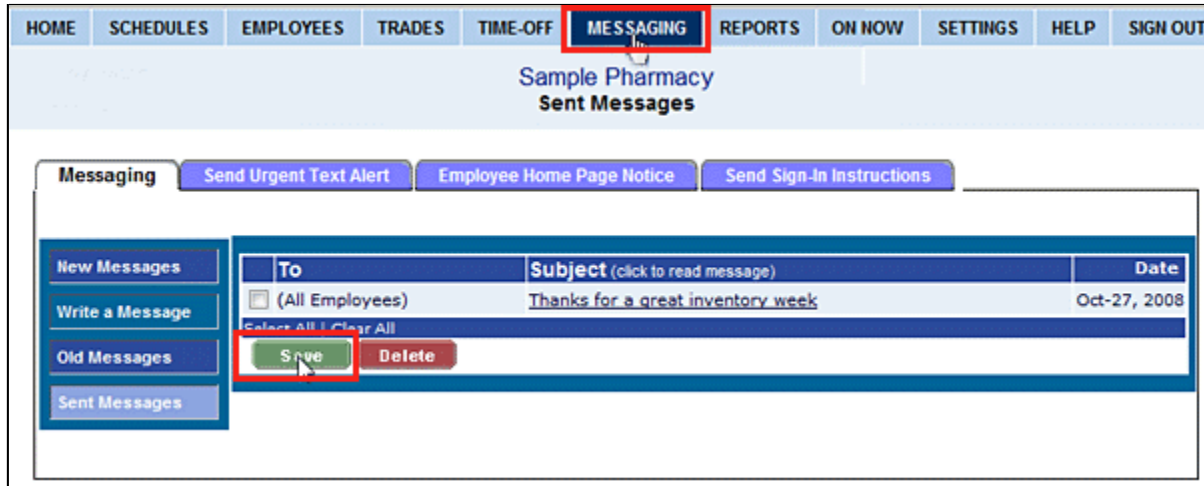 HOME SCHEDULES EMPLOYEES TRADES TIME-OFF MESSAGING REPORTS ON NOW SETTINGS HELP SIGN OUT
Sample Pharmacy
Sent Messages
Messaging Send Urgent Text Alert Employee Home Page Notice Send Sign-In Instructions
New Messages
Write a Message
Old Messages
Sent Messages
To Subject (click to read message) Date
(All Employees) Thanks for a great inventory week Oct-27, 2008
Select All | Clear All
Save Delete